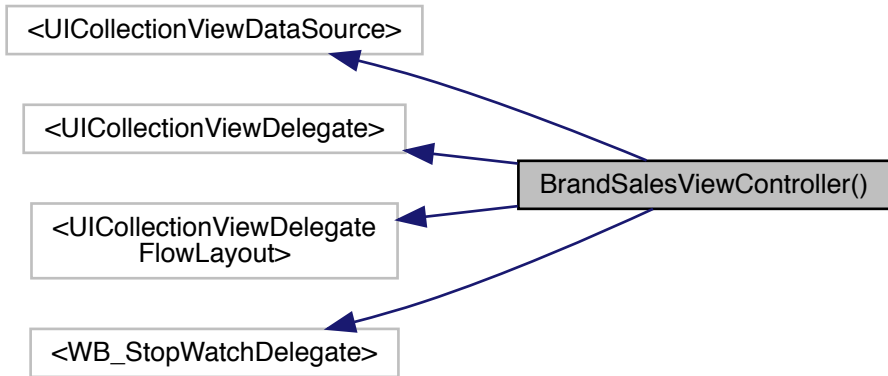 <UICollectionViewDataSource>
<UICollectionViewDelegate>
BrandSalesViewController()
<UICollectionViewDelegate
FlowLayout>
<WB_StopWatchDelegate>